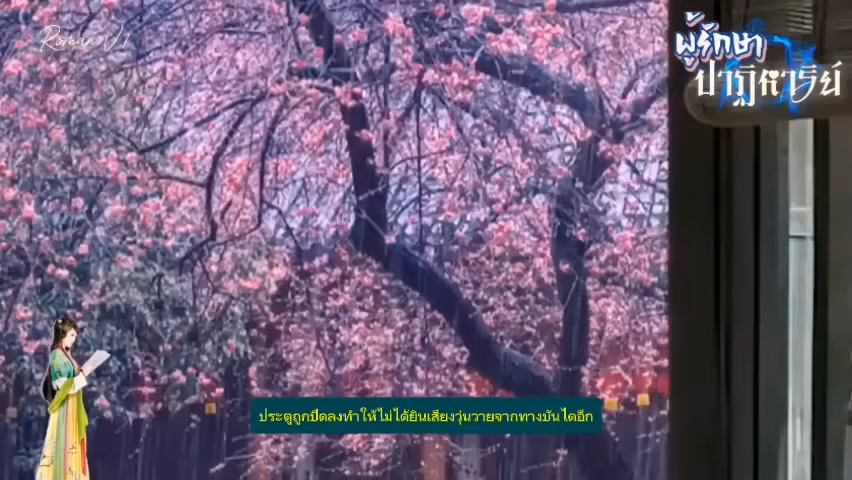 Roman V1
ผู้รักษา
ปาฏิหาริย์
ประตูถูกปิดลงทำให้ไม่ได้ยินเสียงวุ่นวายจากทางบันไดอีก